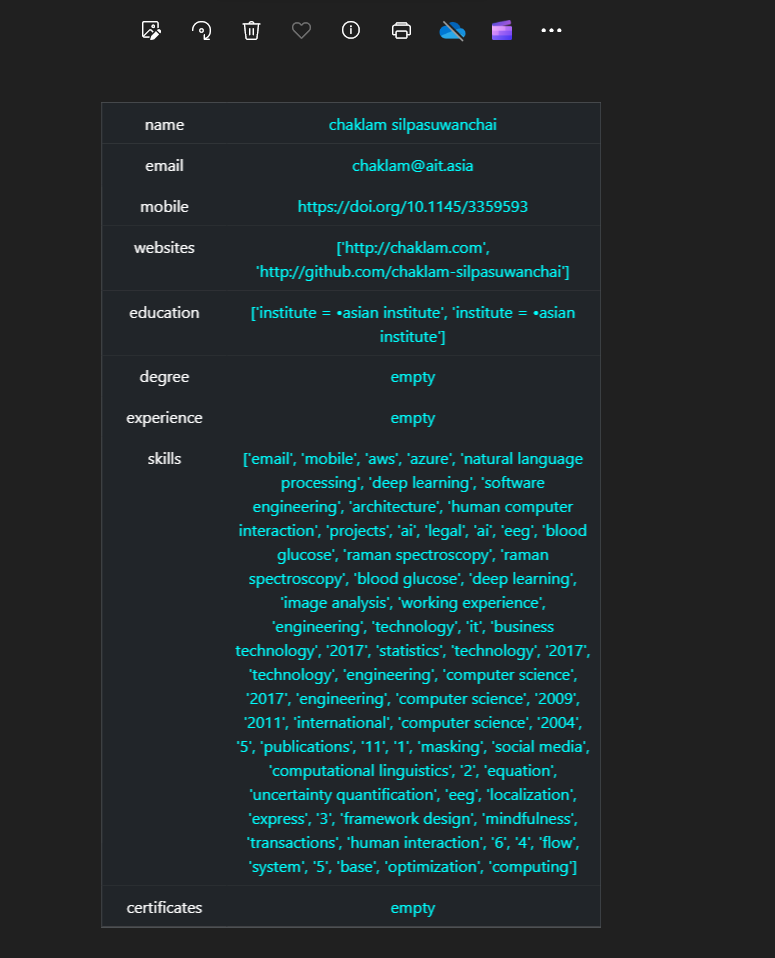 name chaklam silpasuwanchai
email chaklam@ait.asia
mobile https://doi.org/10.1145/3359593
websites ['http://chaklam.com',
'http://github.com/chaklam-silpasuwanchai']
education ['institute = •asian institute', 'institute = •asian
institute']
degree empty
experience empty
skills ['email', 'mobile', 'aws', 'azure', 'natural language
processing', 'deep learning', 'software
engineering', 'architecture', 'human computer
interaction', 'projects', 'ai', 'legal', 'ai', 'eeg', 'blood
glucose', 'raman spectroscopy', 'raman
spectroscopy', 'blood glucose', 'deep learning',
'image analysis', 'working experience',
'engineering', 'technology', 'it', 'business
technology', '2017', 'statistics', 'technology', '2017',
'technology', 'engineering', 'computer science',
'2017', 'engineering', 'computer science', '2009',
'2011', 'international', 'computer science', '2004',
'5', 'publications', '11', '1', 'masking', 'social media',
'computational linguistics', '2', 'equation',
'uncertainty quantification', 'eeg', 'localization',
'express', '3', 'framework design', 'mindfulness',
'transactions', 'human interaction', '6', '4', 'flow',
'system', '5', 'base', 'optimization', 'computing']
certificates empty